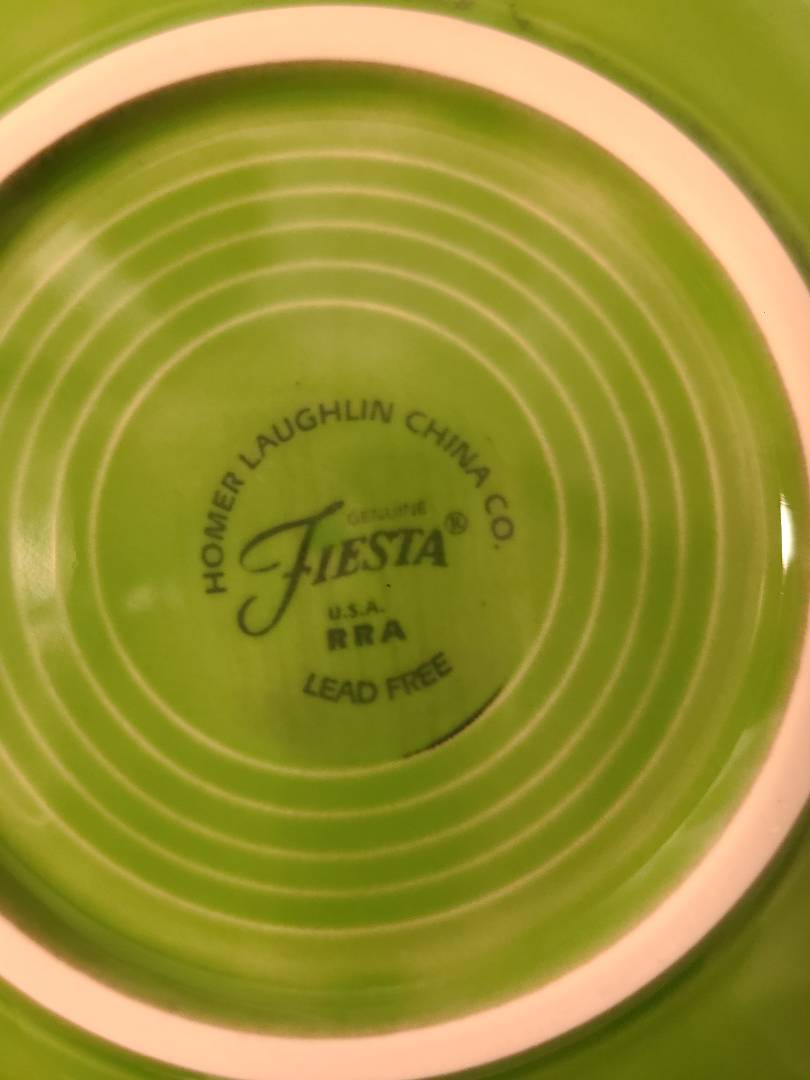 HOMER LAUGHLIN CHINA CO.
GENUINE
FIESTA®
U.S.A.
RRA
LEAD FREE